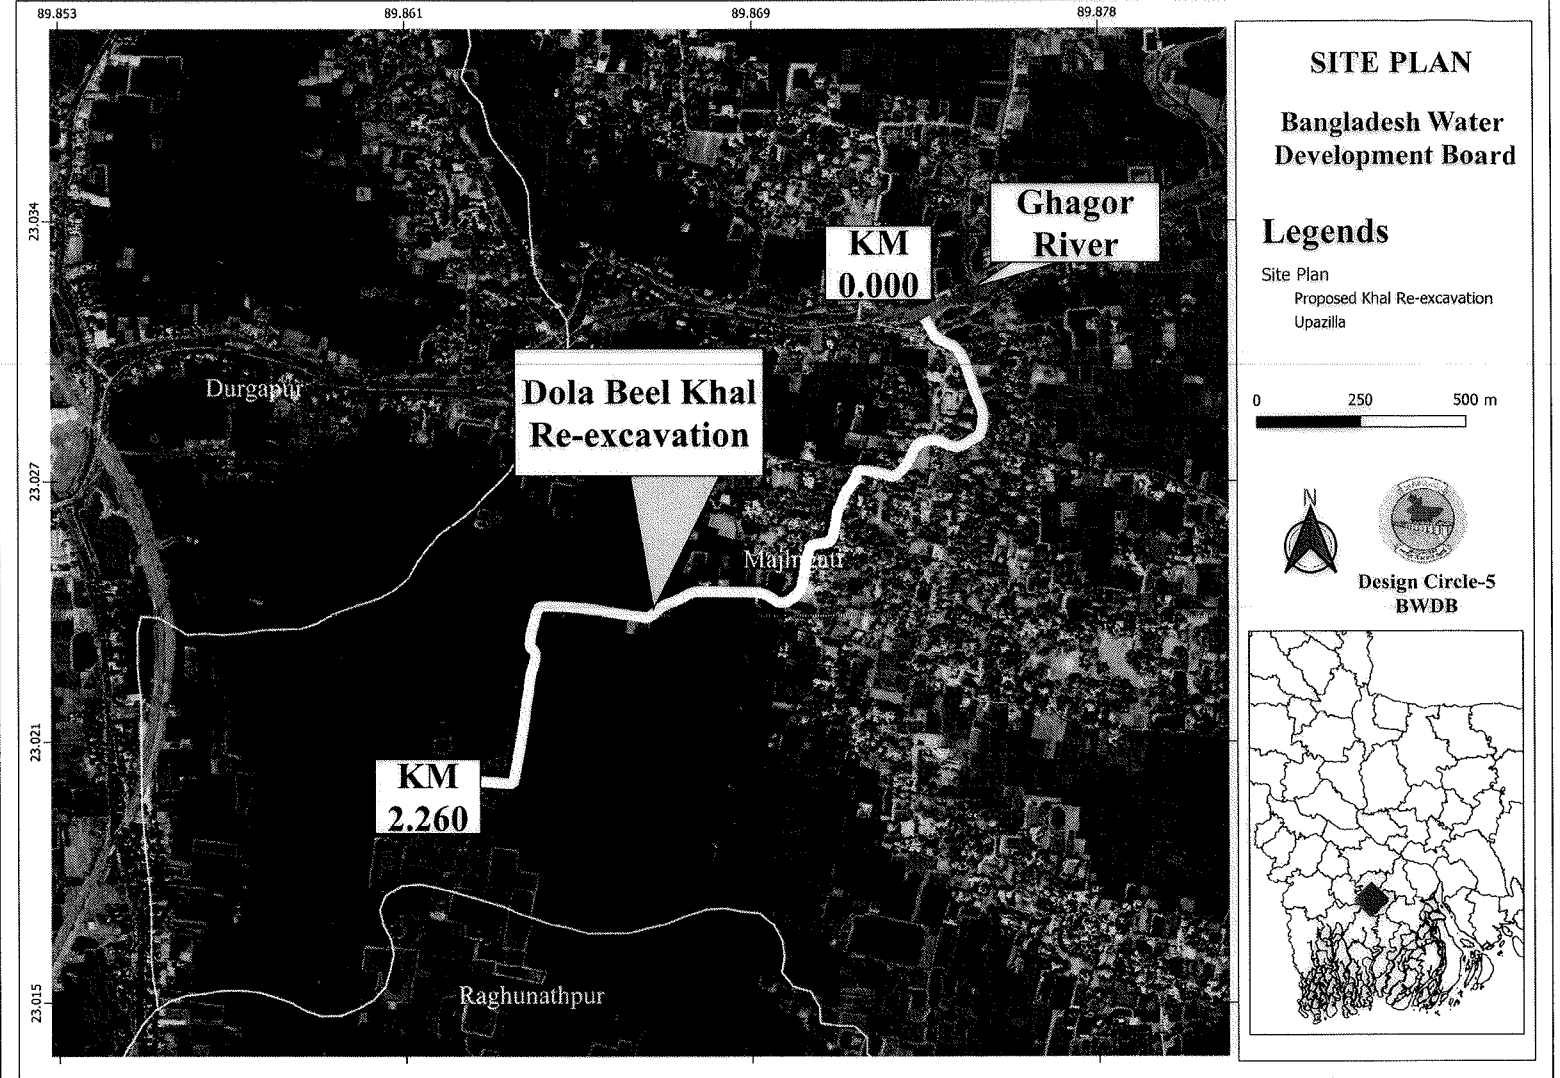 89.853
89.861
89.869
89.878
23.034
23.027
23.021
23.015
Ghagor
River
KM
0.000
Dola Beel Khal
Re-excavation
Durgapur
KM
2.260
Raghunathpur
SITE PLAN
Bangladesh Water
Development Board
Legends
Site Plan
Proposed Khal Re-excavation
Upazilla
0 250 500 m
N
Design Circle-5
BWDB